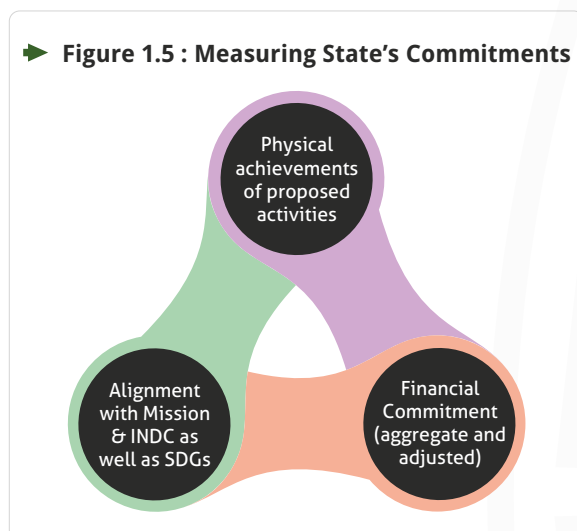 Figure 1.5 : Measuring State's Commitments
Physical
achievements
of proposed
activities
Alignment
with Mission
& INDC as
well as SDGs
Financial
Commitment
(aggregate and
adjusted)